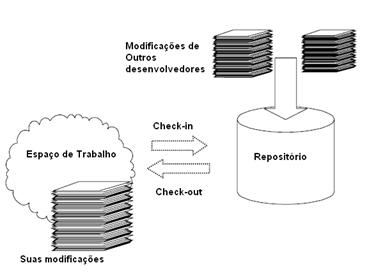 Modificações de
Outros
desenvolvedores
Check-in
Espaço de Trabalho
Repositório
Check-out
Suas modificações